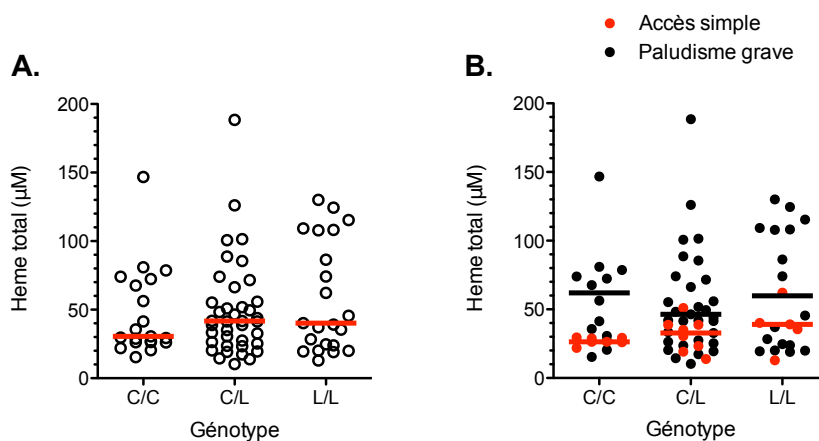 Accès simple
Paludisme grave
A.
200
150
100
50
0
Heme total (µM)
C/C C/L L/L
Génotype
B.
200
150
100
50
0
Heme total (µM)
C/C C/L L/L
Génotype